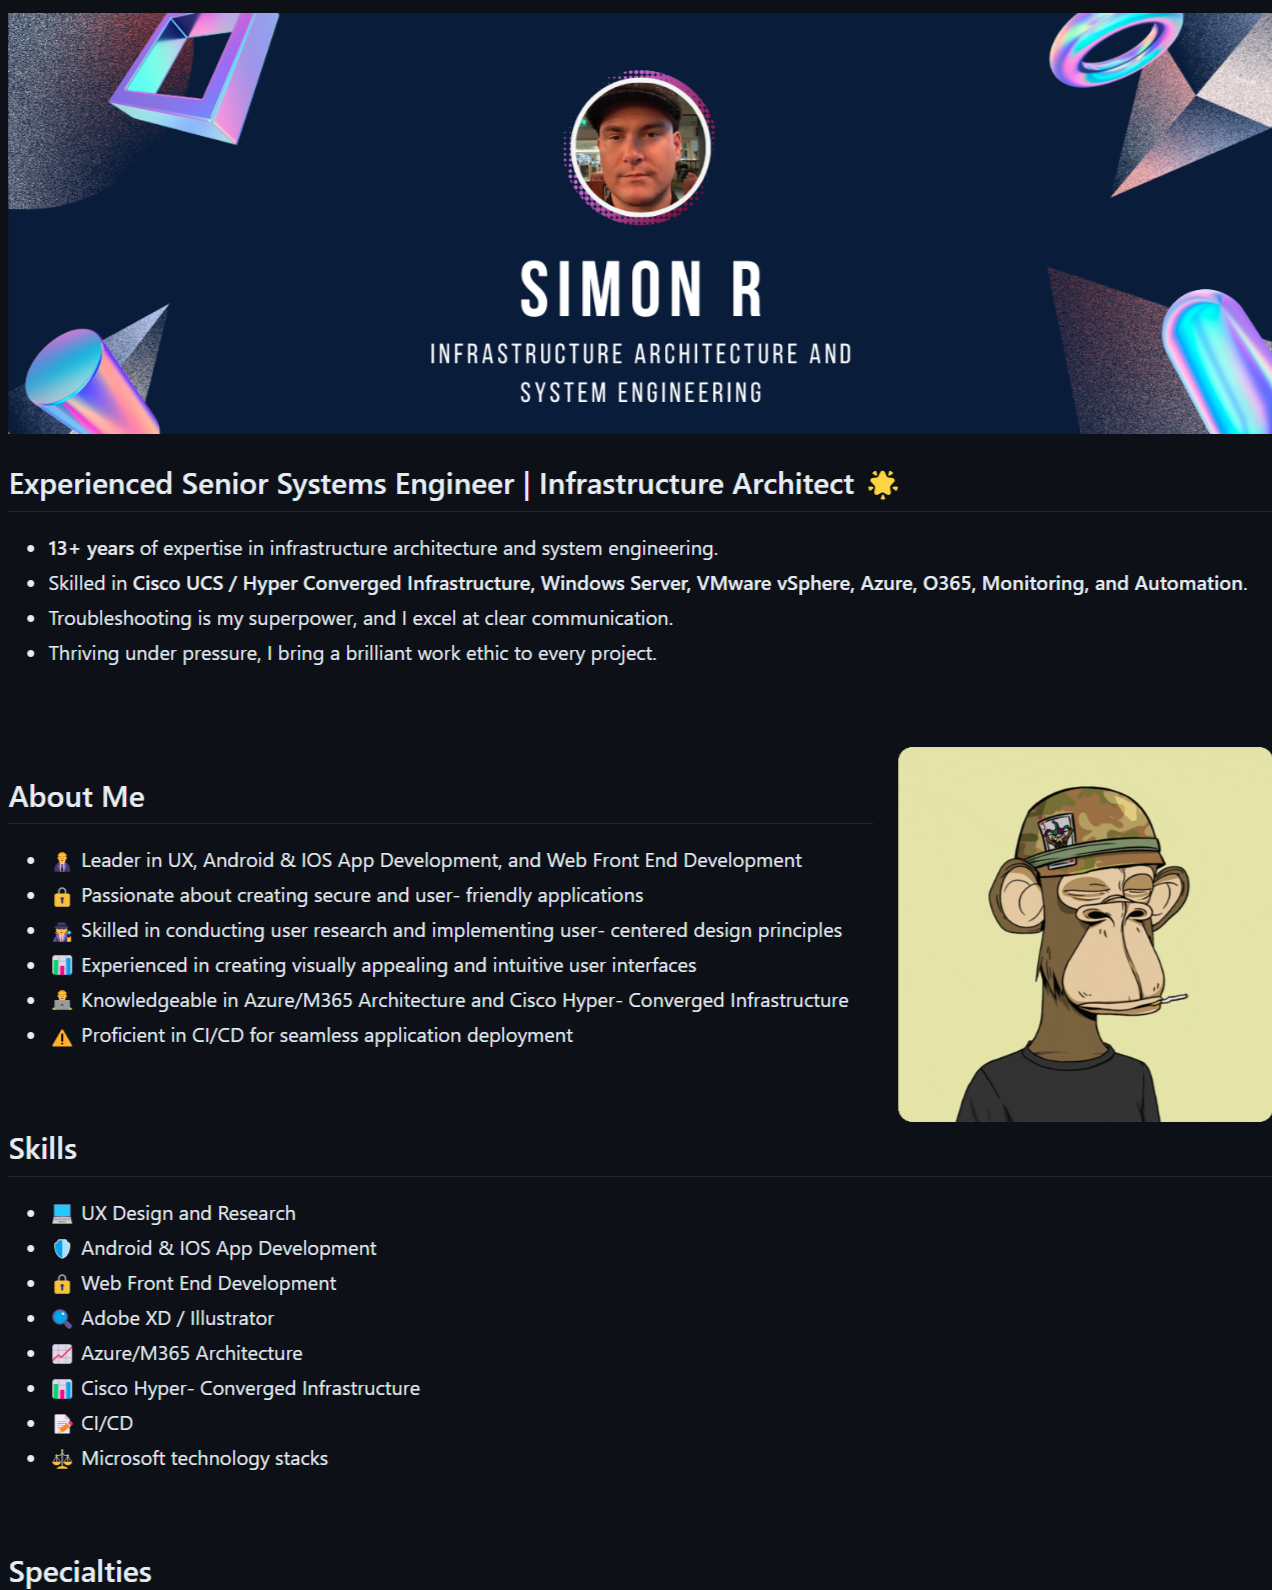 SIMON R
INFRASTRUCTURE ARCHITECTURE AND
SYSTEM ENGINEERING
Experienced Senior Systems Engineer | Infrastructure Architect 🌟
• 13+ years of expertise in infrastructure architecture and system engineering.
• Skilled in Cisco UCS / Hyper Converged Infrastructure, Windows Server, VMware vSphere, Azure, O365, Monitoring, and Automation.
• Troubleshooting is my superpower, and I excel at clear communication.
• Thriving under pressure, I bring a brilliant work ethic to every project.
About Me
• Leader in UX, Android & IOS App Development, and Web Front End Development
• Passionate about creating secure and user- friendly applications
• Skilled in conducting user research and implementing user- centered design principles
• Experienced in creating visually appealing and intuitive user interfaces
• Knowledgeable in Azure/M365 Architecture and Cisco Hyper- Converged Infrastructure
• Proficient in CI/CD for seamless application deployment
Skills
• UX Design and Research
• Android & IOS App Development
• Web Front End Development
• Adobe XD / Illustrator
• Azure/M365 Architecture
• Cisco Hyper- Converged Infrastructure
• CI/CD
• Microsoft technology stacks
Specialties